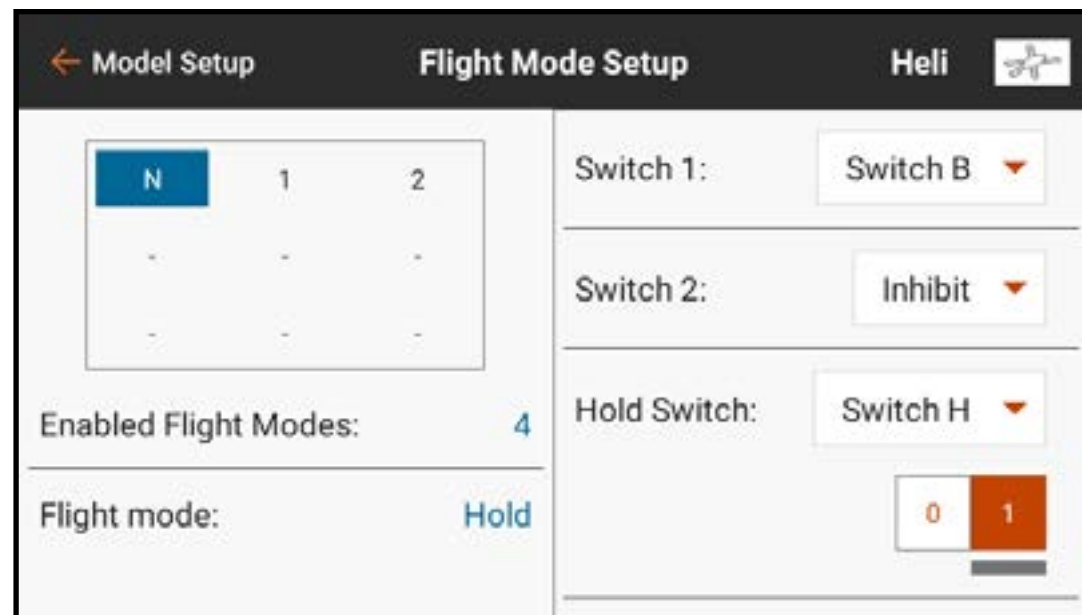 Model Setup
Flight Mode Setup
Heli
N 1 2
- - -
- - -
Enabled Flight Modes: 4
Flight mode: Hold
Switch 1: Switch B
Switch 2: Inhibit
Hold Switch: Switch H
0 1